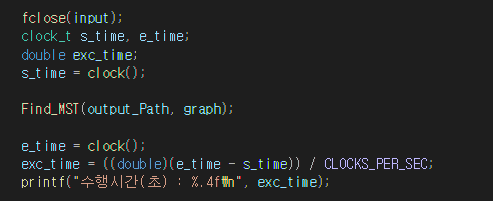 fclose(input);
clock_t s_time, e_time;
double exc_time;
s_time = clock();
Find_MST(output_Path, graph);
e_time = clock();
exc_time = ((double)(e_time - s_time)) / CLOCKS_PER_SEC;
printf("수행시간(초) : %.4f₩n", exc_time);